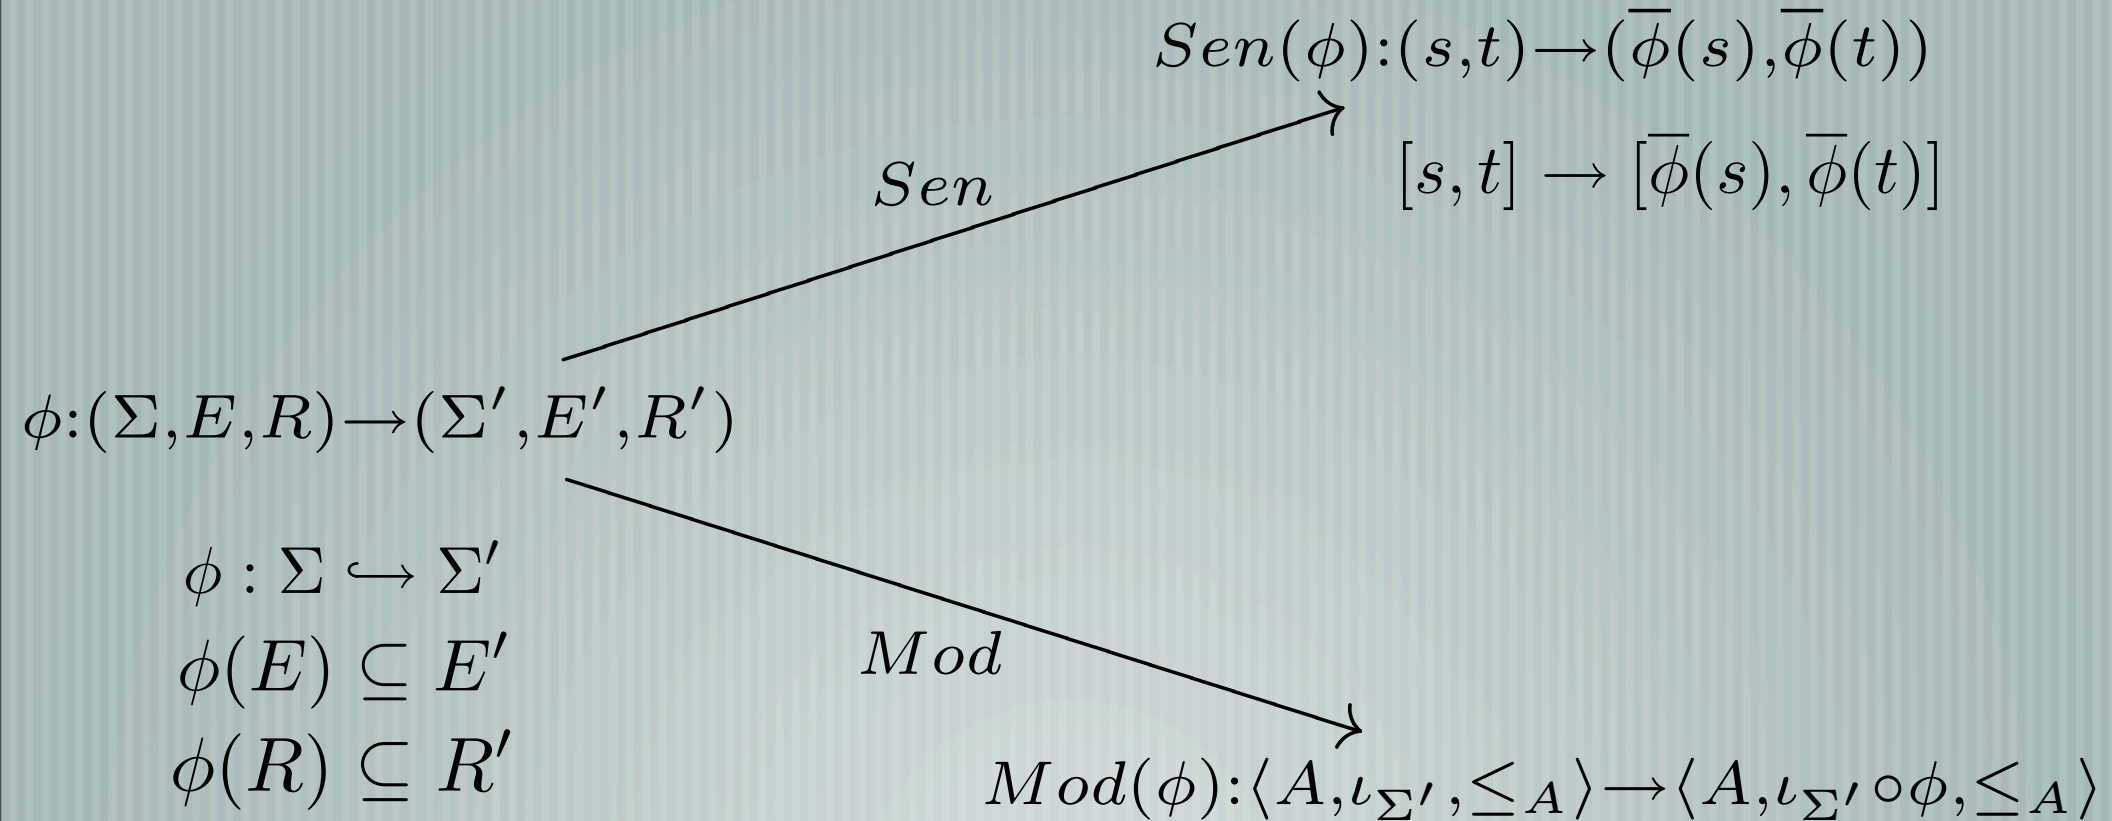 Sen(ϕ):(s,t)→(ϕ̅(s),ϕ̅(t))
[s,t] → [ϕ̅(s), ϕ̅(t)]
Sen
ϕ:(Σ,E,R)→(Σ′,E′,R′)
ϕ : Σ ↪ Σ′
ϕ(E) ⊆ E′
ϕ(R) ⊆ R′
Mod
Mod(ϕ):⟨A,ι_Σ′,≤_A⟩→⟨A,ι_Σ′∘ϕ,≤_A⟩